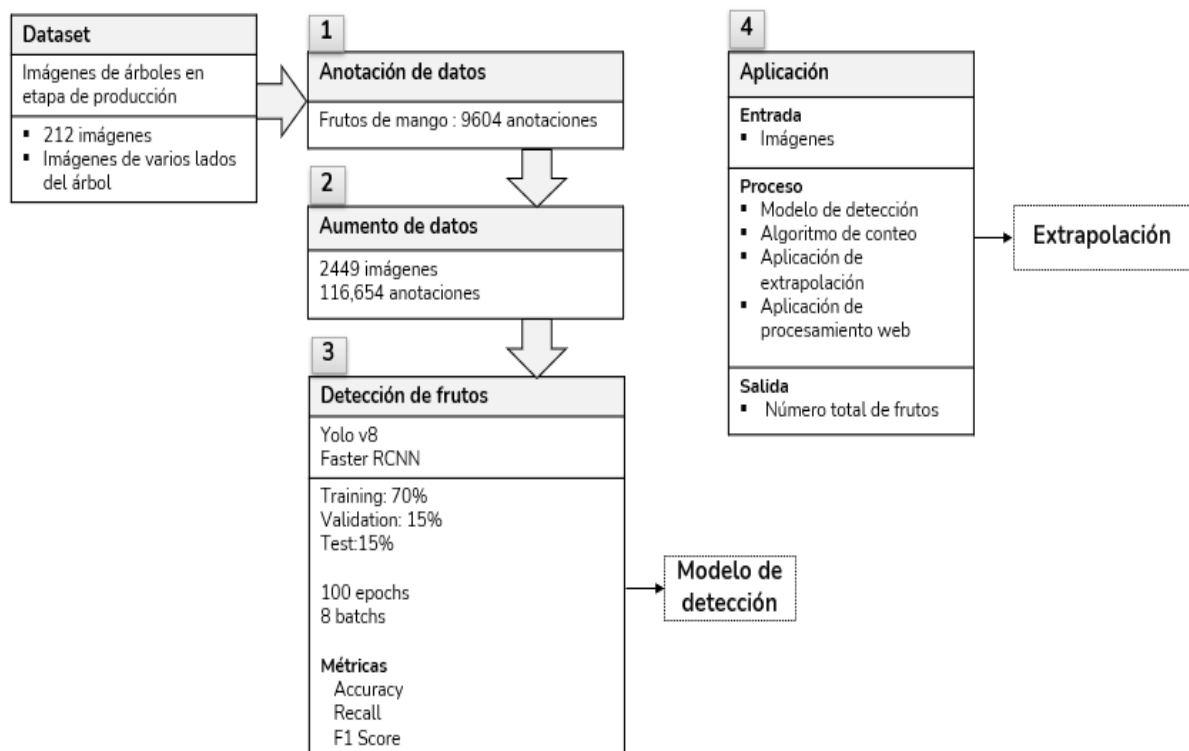 Dataset
Imágenes de árboles en
etapa de producción
▪ 212 imágenes
▪ Imágenes de varios lados
del árbol
1
Anotación de datos
Frutos de mango : 9604 anotaciones
2
Aumento de datos
2449 imágenes
116,654 anotaciones
3
Detección de frutos
Yolo v8
Faster RCNN
Training: 70%
Validation: 15%
Test:15%
100 epochs
8 batchs
Métricas
Accuracy
Recall
F1 Score
Modelo de
detección
4
Aplicación
Entrada
▪ Imágenes
Proceso
▪ Modelo de detección
▪ Algoritmo de conteo
▪ Aplicación de
extrapolación
▪ Aplicación de
procesamiento web
Salida
▪ Número total de frutos
Extrapolación